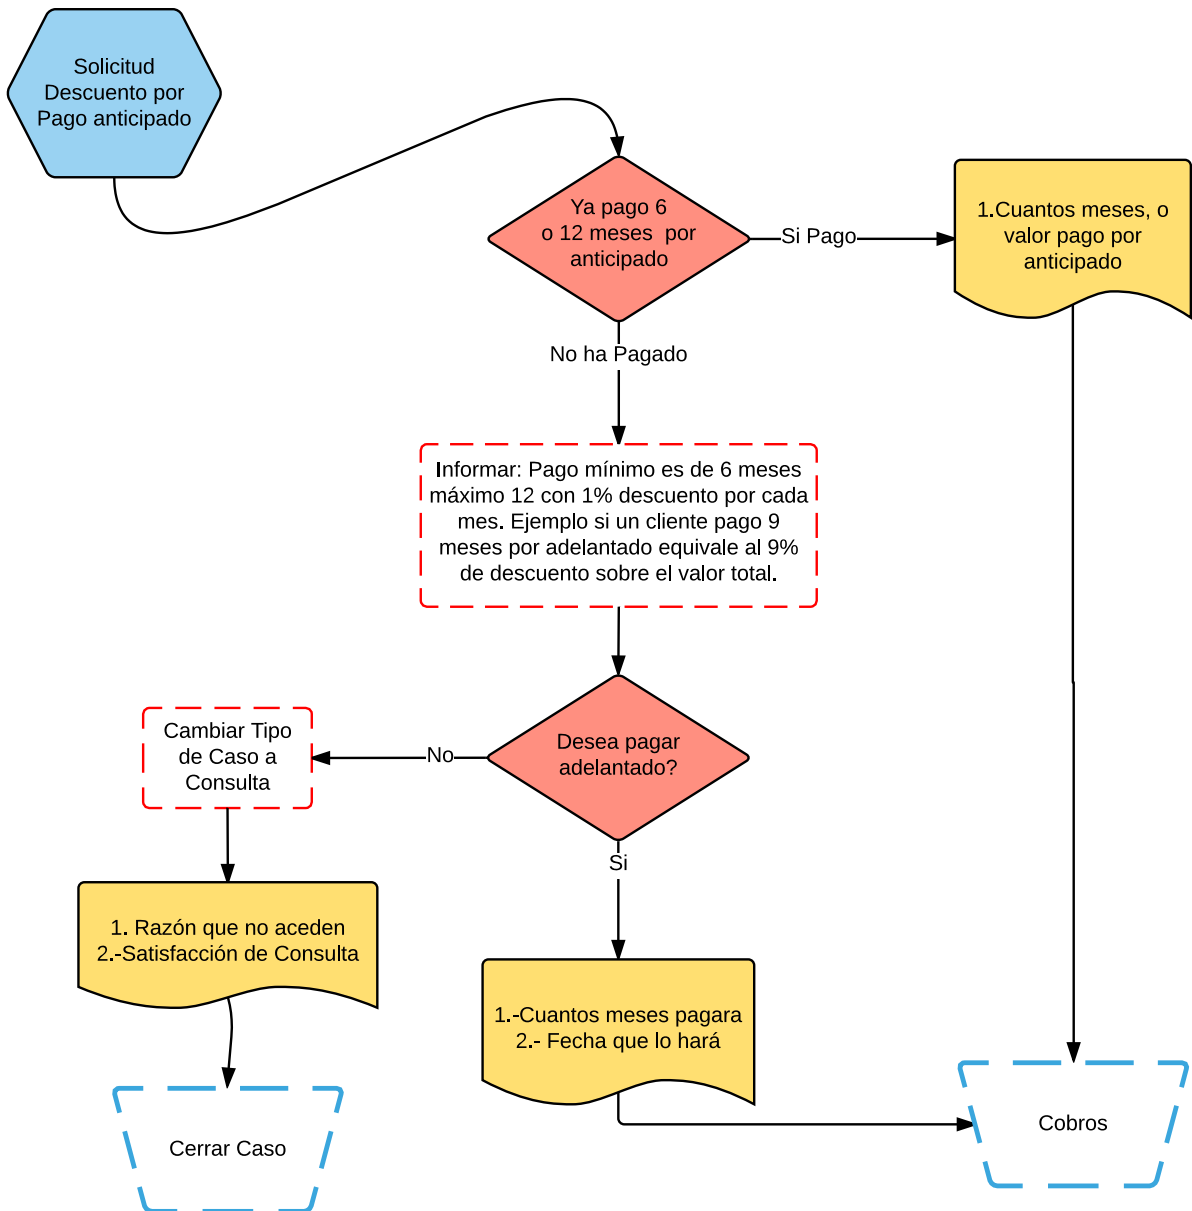 Solicitud
Descuento por
Pago anticipado
Ya pago 6
o 12 meses por
anticipado
Si Pago
1.Cuantos meses, o
valor pago por
anticipado
No ha Pagado
Informar: Pago mínimo es de 6 meses
máximo 12 con 1% descuento por cada
mes. Ejemplo si un cliente pago 9
meses por adelantado equivale al 9%
de descuento sobre el valor total.
Desea pagar
adelantado?
No
Cambiar Tipo
de Caso a
Consulta
Si
1. Razón que no aceden
2.-Satisfacción de Consulta
1.-Cuantos meses pagara
2.- Fecha que lo hará
Cerrar Caso
Cobros